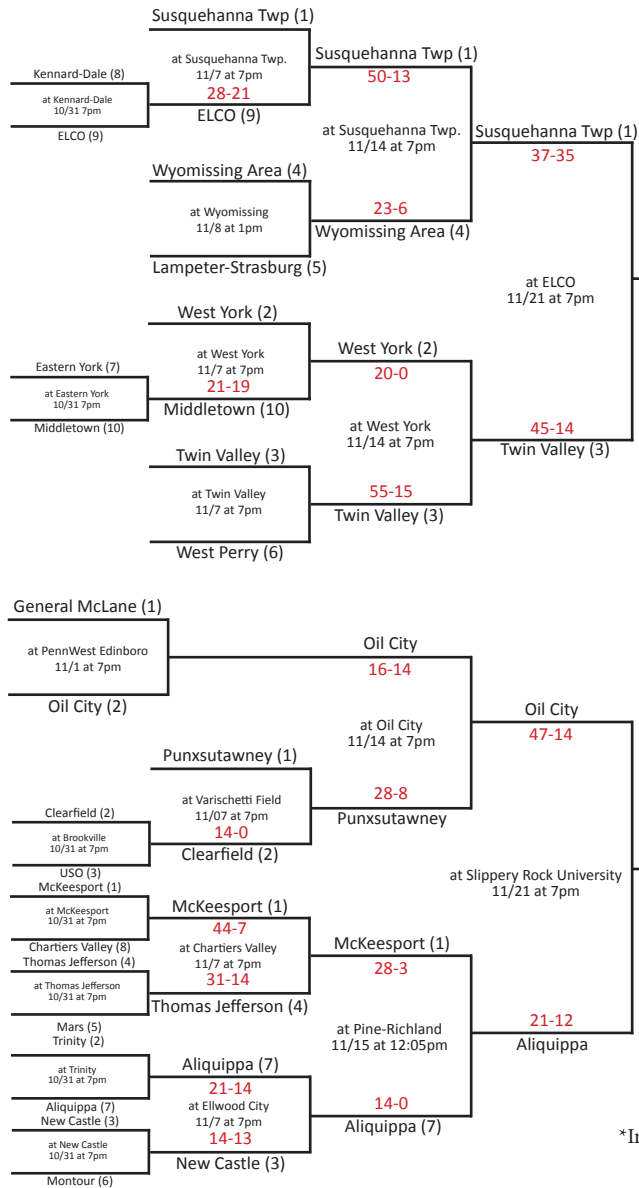 Susquehanna Twp (1)
at Susquehanna Twp.
11/7 at 7pm
28-21
ELCO (9)
Kennard-Dale (8)
at Kennard-Dale
10/31 7pm
ELCO (9)
Susquehanna Twp (1)
50-13
at Susquehanna Twp.
11/14 at 7pm
Susquehanna Twp (1)
37-35
Wyomissing Area (4)
at Wyomissing
11/8 at 1pm
Lampeter-Strasburg (5)
23-6
Wyomissing Area (4)
at ELCO
11/21 at 7pm
West York (2)
at West York
11/7 at 7pm
21-19
Middletown (10)
Eastern York (7)
at Eastern York
10/31 7pm
Middletown (10)
West York (2)
20-0
at West York
11/14 at 7pm
45-14
Twin Valley (3)
Twin Valley (3)
at Twin Valley
11/7 at 7pm
West Perry (6)
55-15
Twin Valley (3)
General McLane (1)
at PennWest Edinboro
11/1 at 7pm
Oil City (2)
Oil City
16-14
at Oil City
11/14 at 7pm
Oil City
47-14
Punxsutawney (1)
at Varischetti Field
11/07 at 7pm
14-0
Clearfield (2)
28-8
Punxsutawney
Clearfield (2)
at Brookville
10/31 at 7pm
USO (3)
at Slippery Rock University
11/21 at 7pm
McKeesport (1)
at McKeesport
10/31 at 7pm
Chartiers Valley (8)
McKeesport (1)
44-7
at Chartiers Valley
11/7 at 7pm
31-14
Thomas Jefferson (4)
Thomas Jefferson (4)
at Thomas Jefferson
10/31 at 7pm
Mars (5)
McKeesport (1)
28-3
at Pine-Richland
11/15 at 12:05pm
21-12
Aliquippa
Trinity (2)
at Trinity
10/31 at 7pm
Aliquippa (7)
Aliquippa (7)
21-14
at Ellwood City
11/7 at 7pm
14-13
New Castle (3)
14-0
Aliquippa (7)
New Castle (3)
at New Castle
10/31 at 7pm
Montour (6)